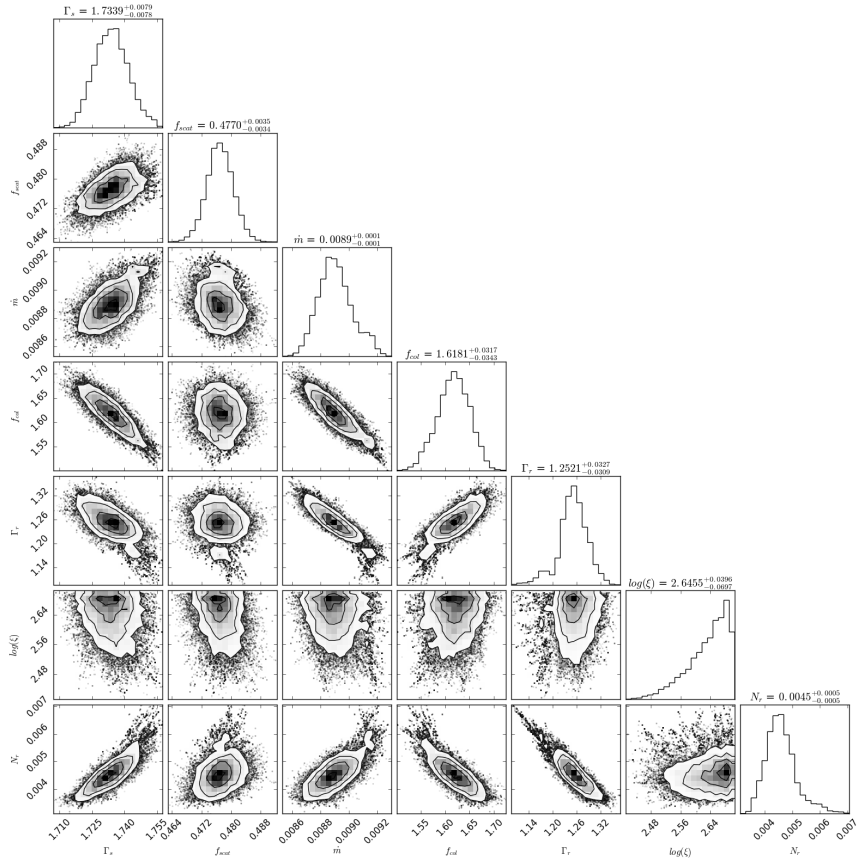 Γ_s = 1.7339^{+0.0079}_{-0.0078}
f_scat = 0.4770^{+0.0035}_{-0.0034}
f_scat
0.488
0.480
0.472
0.464
ṁ = 0.0089^{+0.0001}_{-0.0001}
ṁ
0.0092
0.0090
0.0088
0.0086
f_col = 1.6181^{+0.0317}_{-0.0343}
f_col
1.70
1.65
1.60
1.55
Γ_r = 1.2521^{+0.0327}_{-0.0309}
Γ_r
1.32
1.26
1.20
1.14
log(ξ) = 2.6455^{+0.0396}_{-0.0697}
log(ξ)
2.64
2.56
2.48
N_r = 0.0045^{+0.0005}_{-0.0005}
N_r
0.007
0.006
0.005
0.004
1.710 1.725 1.740 1.755 0.464 0.472 0.480 0.488 0.0086 0.0088 0.0090 0.0092 1.55 1.60 1.65 1.70 1.14 1.20 1.26 1.32 2.48 2.56 2.64 0.004 0.005 0.006 0.007
Γ_s f_scat ṁ f_col Γ_r log(ξ) N_r